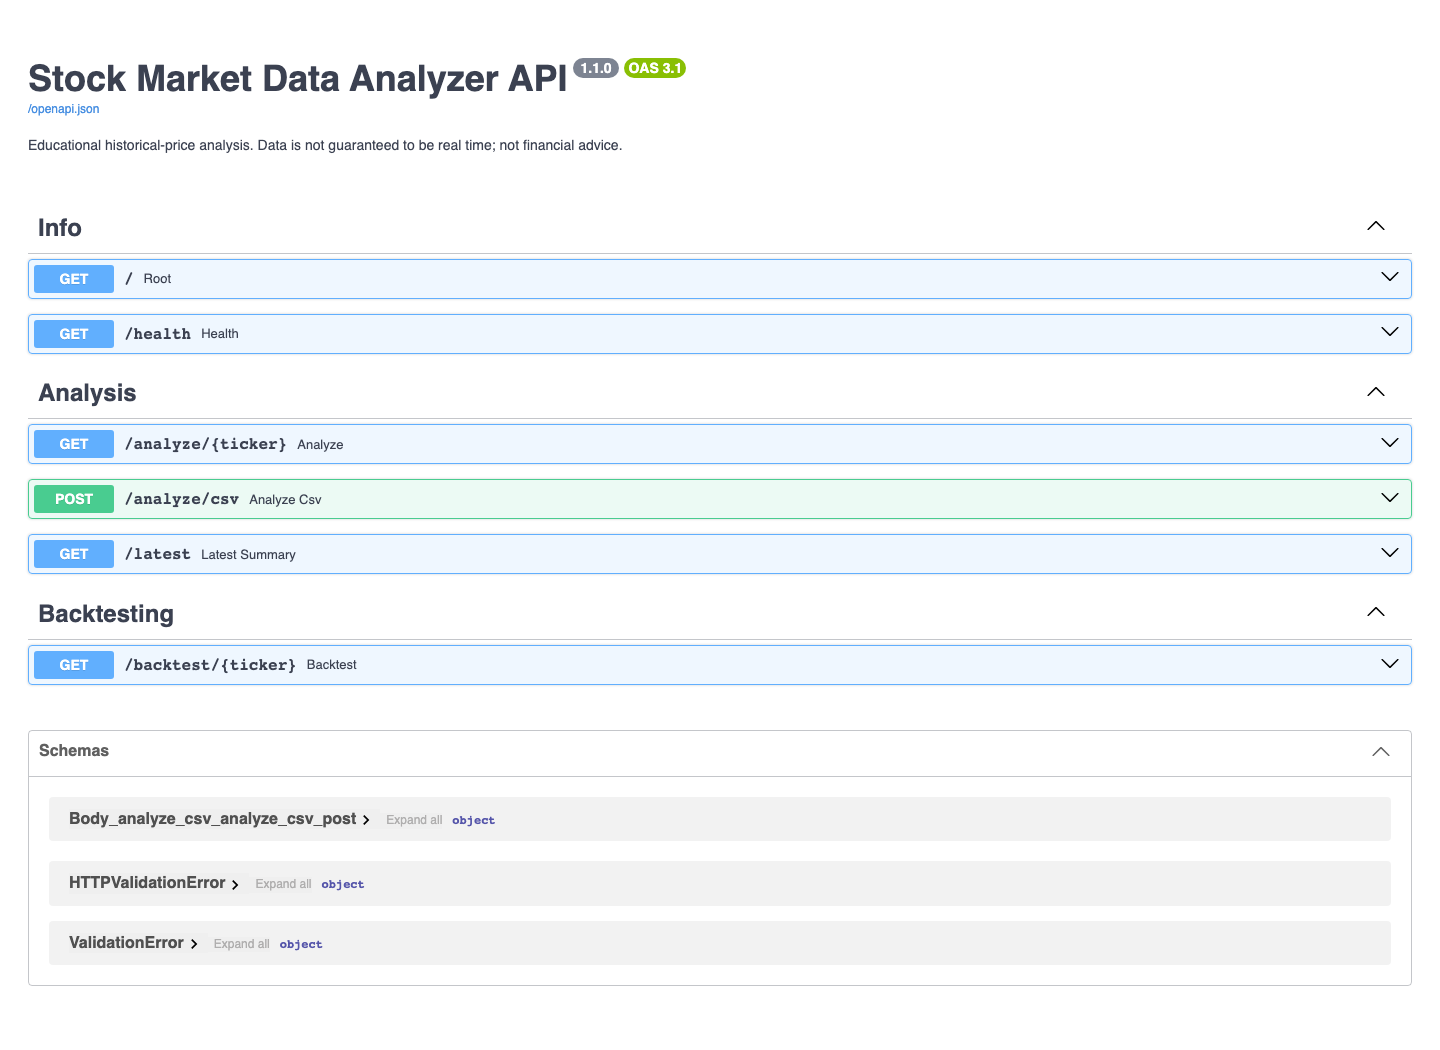 Stock Market Data Analyzer API 1.1.0 OAS 3.1
/openapi.json
Educational historical-price analysis. Data is not guaranteed to be real time; not financial advice.
Info
GET / Root
GET /health Health
Analysis
GET /analyze/{ticker} Analyze
POST /analyze/csv Analyze Csv
GET /latest Latest Summary
Backtesting
GET /backtest/{ticker} Backtest
Schemas
Body_analyze_csv_analyze_csv_post Expand all object
HTTPValidationError Expand all object
ValidationError Expand all object